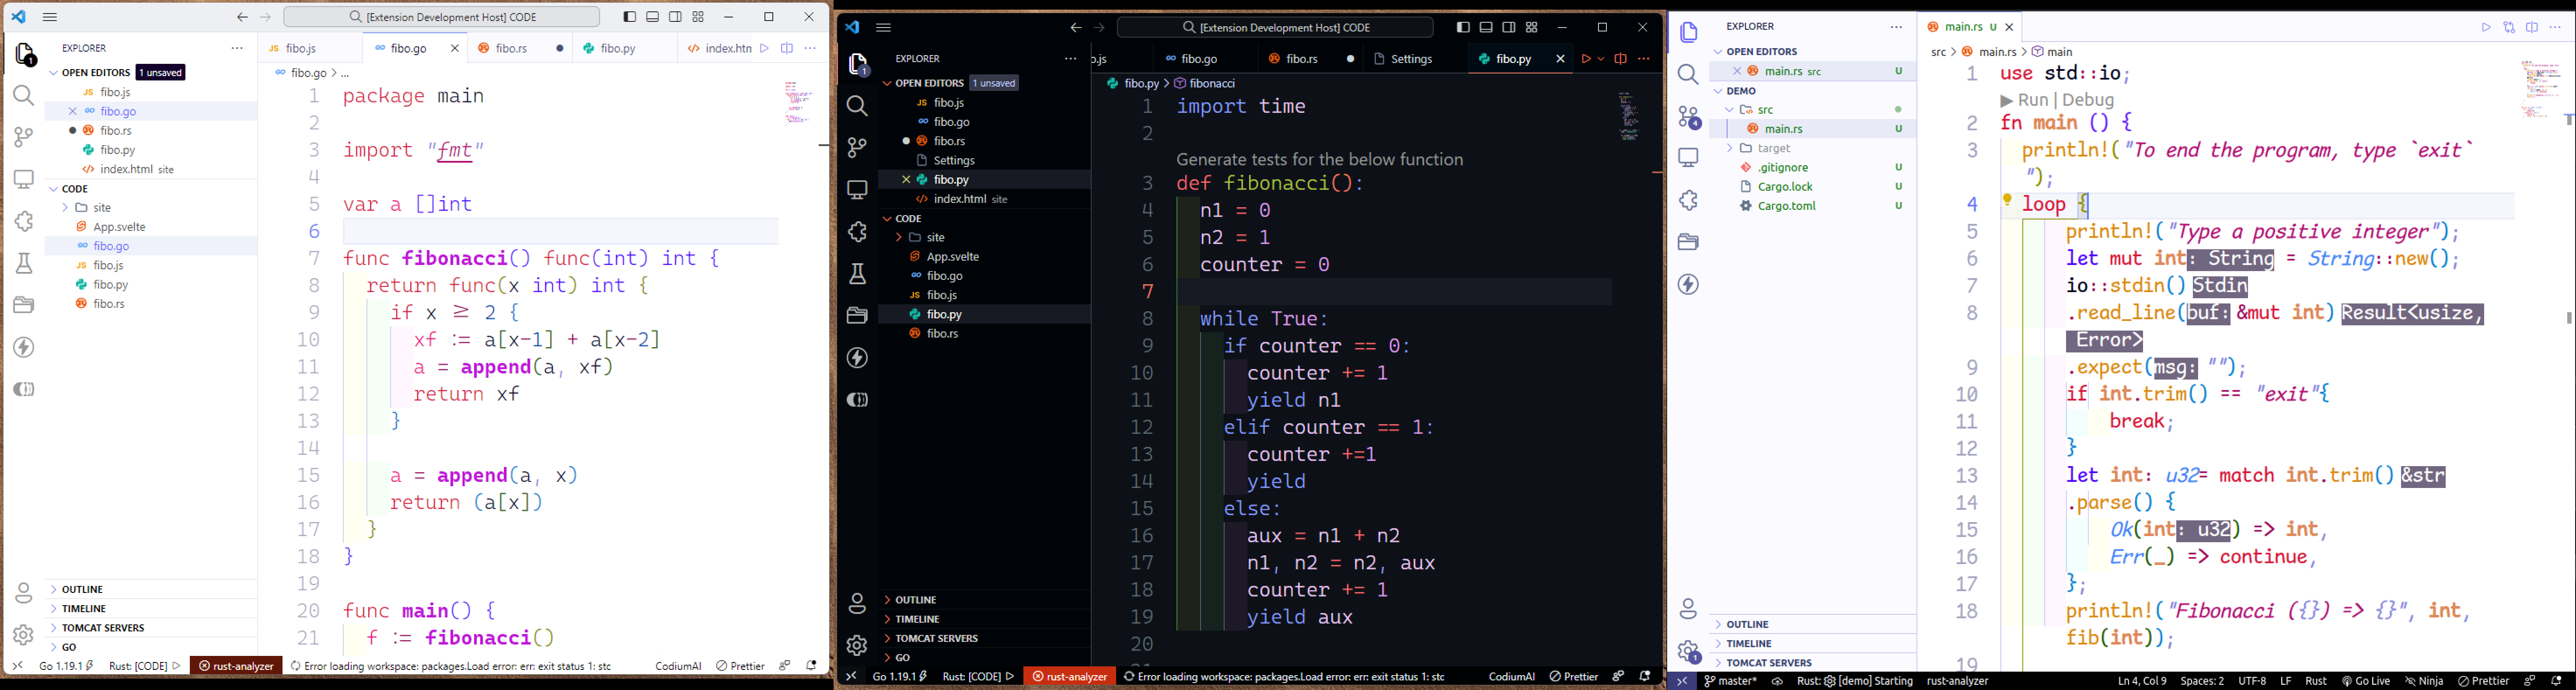 [Extension Development Host] CODE
EXPLORER
OPEN EDITORS 1 unsaved
JS fibo.js
fibo.go
fibo.rs
fibo.py
index.html site
CODE
site
App.svelte
fibo.go
JS fibo.js
fibo.py
fibo.rs
OUTLINE
TIMELINE
TOMCAT SERVERS
GO
1
JS fibo.js
fibo.go
fibo.rs
fibo.py
index.htm
fibo.go > ...
1 package main
2
3 import "fmt"
4
5 var a []int
6
7 func fibonacci() func(int) int {
8 return func(x int) int {
9 if x ≥ 2 {
10 xf := a[x-1] + a[x-2]
11 a = append(a, xf)
12 return xf
13 }
14
15 a = append(a, x)
16 return (a[x])
17 }
18 }
19
20 func main() {
21 f := fibonacci()
Go 1.19.1 Rust: [CODE] rust-analyzer Error loading workspace: packages.Load error: err: exit status 1: stc CodiumAI Prettier
[Extension Development Host] CODE
EXPLORER
OPEN EDITORS 1 unsaved
JS fibo.js
fibo.go
fibo.rs
Settings
fibo.py
index.html site
CODE
site
App.svelte
fibo.go
JS fibo.js
fibo.py
fibo.rs
OUTLINE
TIMELINE
TOMCAT SERVERS
GO
1
o.js
fibo.go
fibo.rs
Settings
fibo.py
fibo.py > fibonacci
1 import time
2
Generate tests for the below function
3 def fibonacci():
4 n1 = 0
5 n2 = 1
6 counter = 0
7
8 while True:
9 if counter == 0:
10 counter += 1
11 yield n1
12 elif counter == 1:
13 counter +=1
14 yield
15 else:
16 aux = n1 + n2
17 n1, n2 = n2, aux
18 counter += 1
19 yield aux
20
Go 1.19.1 Rust: [CODE] rust-analyzer Error loading workspace: packages.Load error: err: exit status 1: stc CodiumAI Prettier
EXPLORER
OPEN EDITORS
main.rs src U
DEMO
src
main.rs U
target
.gitignore U
Cargo.lock U
Cargo.toml U
OUTLINE
TIMELINE
TOMCAT SERVERS
4
1
main.rs U
src > main.rs > main
1 use std::io;
Run | Debug
2 fn main () {
3 println!("To end the program, type `exit`
");
4 loop {
5 println!("Type a positive integer");
6 let mut int: String = String::new();
7 io::stdin() Stdin
8 .read_line(buf: &mut int) Result<usize,
Error>
9 .expect(msg: "");
10 if int.trim() == "exit"{
11 break;
12 }
13 let int: u32= match int.trim() &str
14 .parse() {
15 Ok(int: u32) => int,
16 Err(_) => continue,
17 };
18 println!("Fibonacci ({}) => {}", int,
fib(int));
19
master* Rust: [demo] Starting rust-analyzer Ln 4, Col 9 Spaces: 2 UTF-8 LF Rust Go Live Ninja Prettier